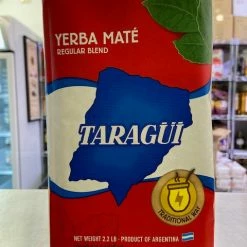 YERBA MATÉ
REGULAR BLEND
TARAGÜI
TRADITIONAL WAY
NET WEIGHT 2.2 LB - PRODUCT OF ARGENTINA